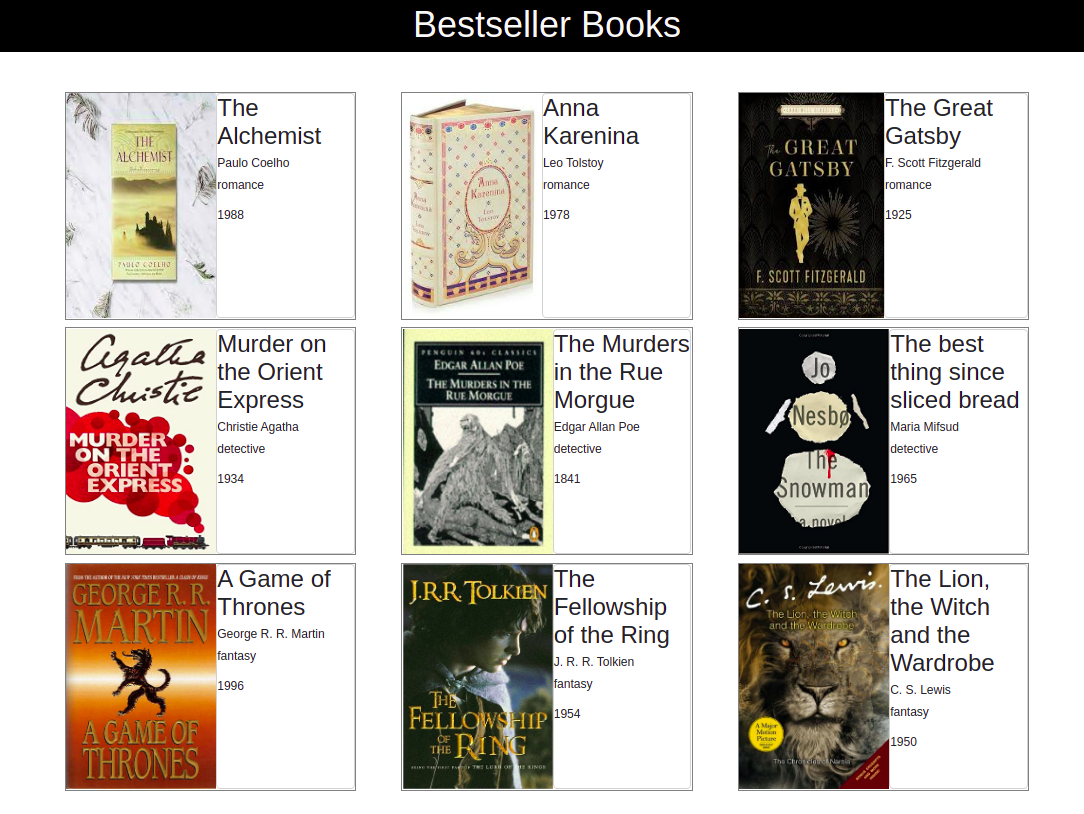 Bestseller Books
THE
ALCHEMIST
PAULO COELHO
The
Alchemist
Paulo Coelho
romance
1988
Anna
Karenina
Leo
Tolstoy
Anna
Karenina
Leo Tolstoy
romance
1978
The
GREAT
GATSBY
F. SCOTT FITZGERALD
The Great
Gatsby
F. Scott Fitzgerald
romance
1925
Agatha
Christie
MURDER
ON THE
ORIENT
EXPRESS
Murder on
the Orient
Express
Christie Agatha
detective
1934
PENGUIN 60s CLASSICS
EDGAR ALLAN POE
THE MURDERS IN THE
RUE MORGUE
The Murders
in the Rue
Morgue
Edgar Allan Poe
detective
1841
Jo
Nesbø
The
Snowman
a novel
The best
thing since
sliced bread
Maria Mifsud
detective
1965
GEORGE R. R.
MARTIN
A GAME OF
THRONES
A Game of
Thrones
George R. R. Martin
fantasy
1996
J.R.R. TOLKIEN
THE
FELLOWSHIP
OF THE RING
The
Fellowship
of the Ring
J. R. R. Tolkien
fantasy
1954
C. S. Lewis.
The Lion, the Witch
and the Wardrobe
A Major
Motion
Picture
The Chronicles of Narnia
The Lion,
the Witch
and the
Wardrobe
C. S. Lewis
fantasy
1950